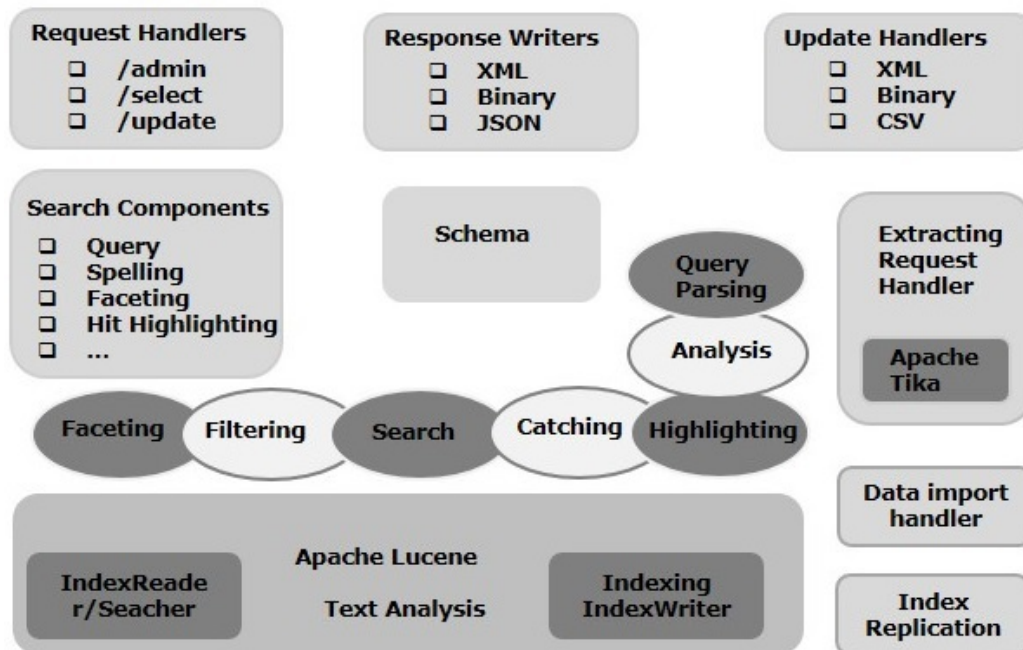 Request Handlers
❑ /admin
❑ /select
❑ /update
Response Writers
❑ XML
❑ Binary
❑ JSON
Update Handlers
❑ XML
❑ Binary
❑ CSV
Search Components
❑ Query
❑ Spelling
❑ Faceting
❑ Hit Highlighting
❑ ...
Schema
Query
Parsing
Analysis
Extracting
Request
Handler
Apache
Tika
Faceting
Filtering
Search
Catching
Highlighting
Data import
handler
Apache Lucene
IndexReade
r/Seacher
Text Analysis
Indexing
IndexWriter
Index
Replication